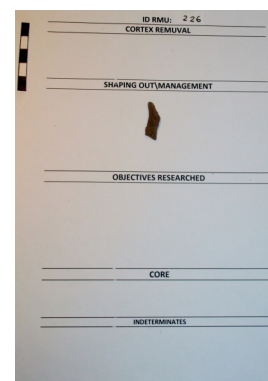 ID RMU: 226
CORTEX REMUVAL
SHAPING OUT\MANAGEMENT
OBJECTIVES RESEARCHED
CORE
INDETERMINATES